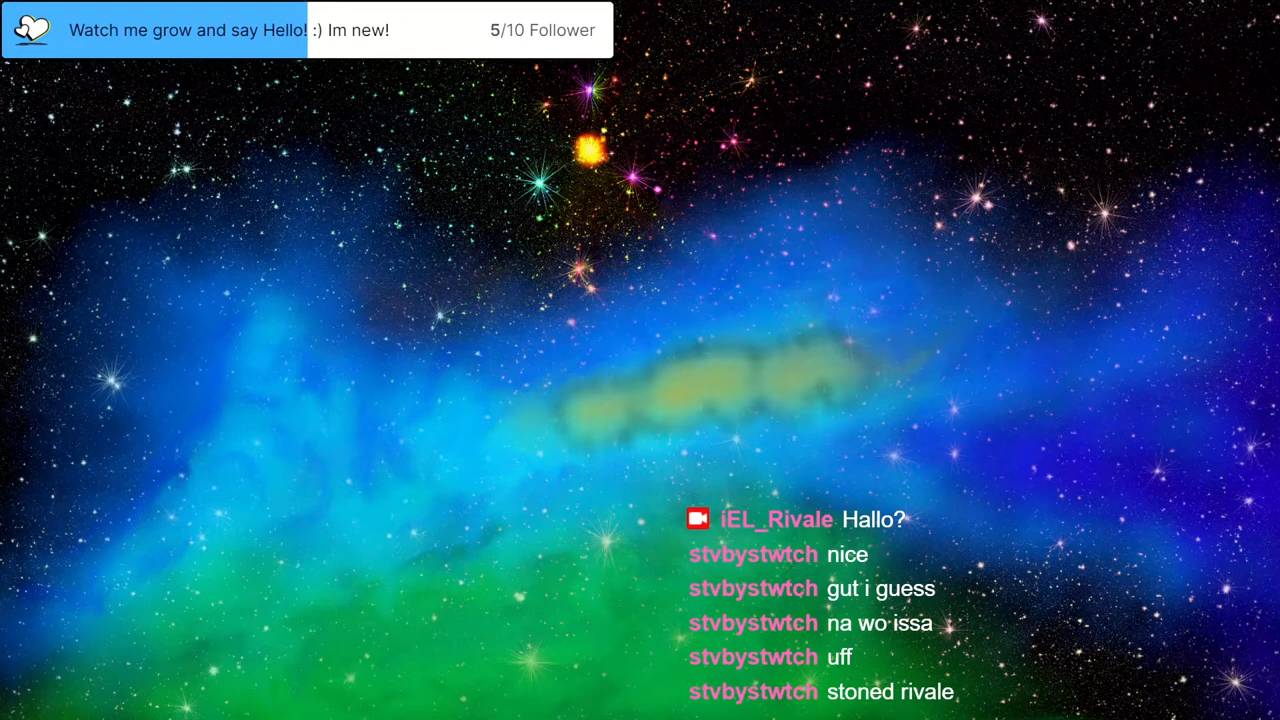 Watch me grow and say Hello! :) Im new! 5/10 Follower
iEL_Rivale Hallo?
stvbystwtch nice
stvbystwtch gut i guess
stvbystwtch na wo issa
stvbystwtch uff
stvbystwtch stoned rivale